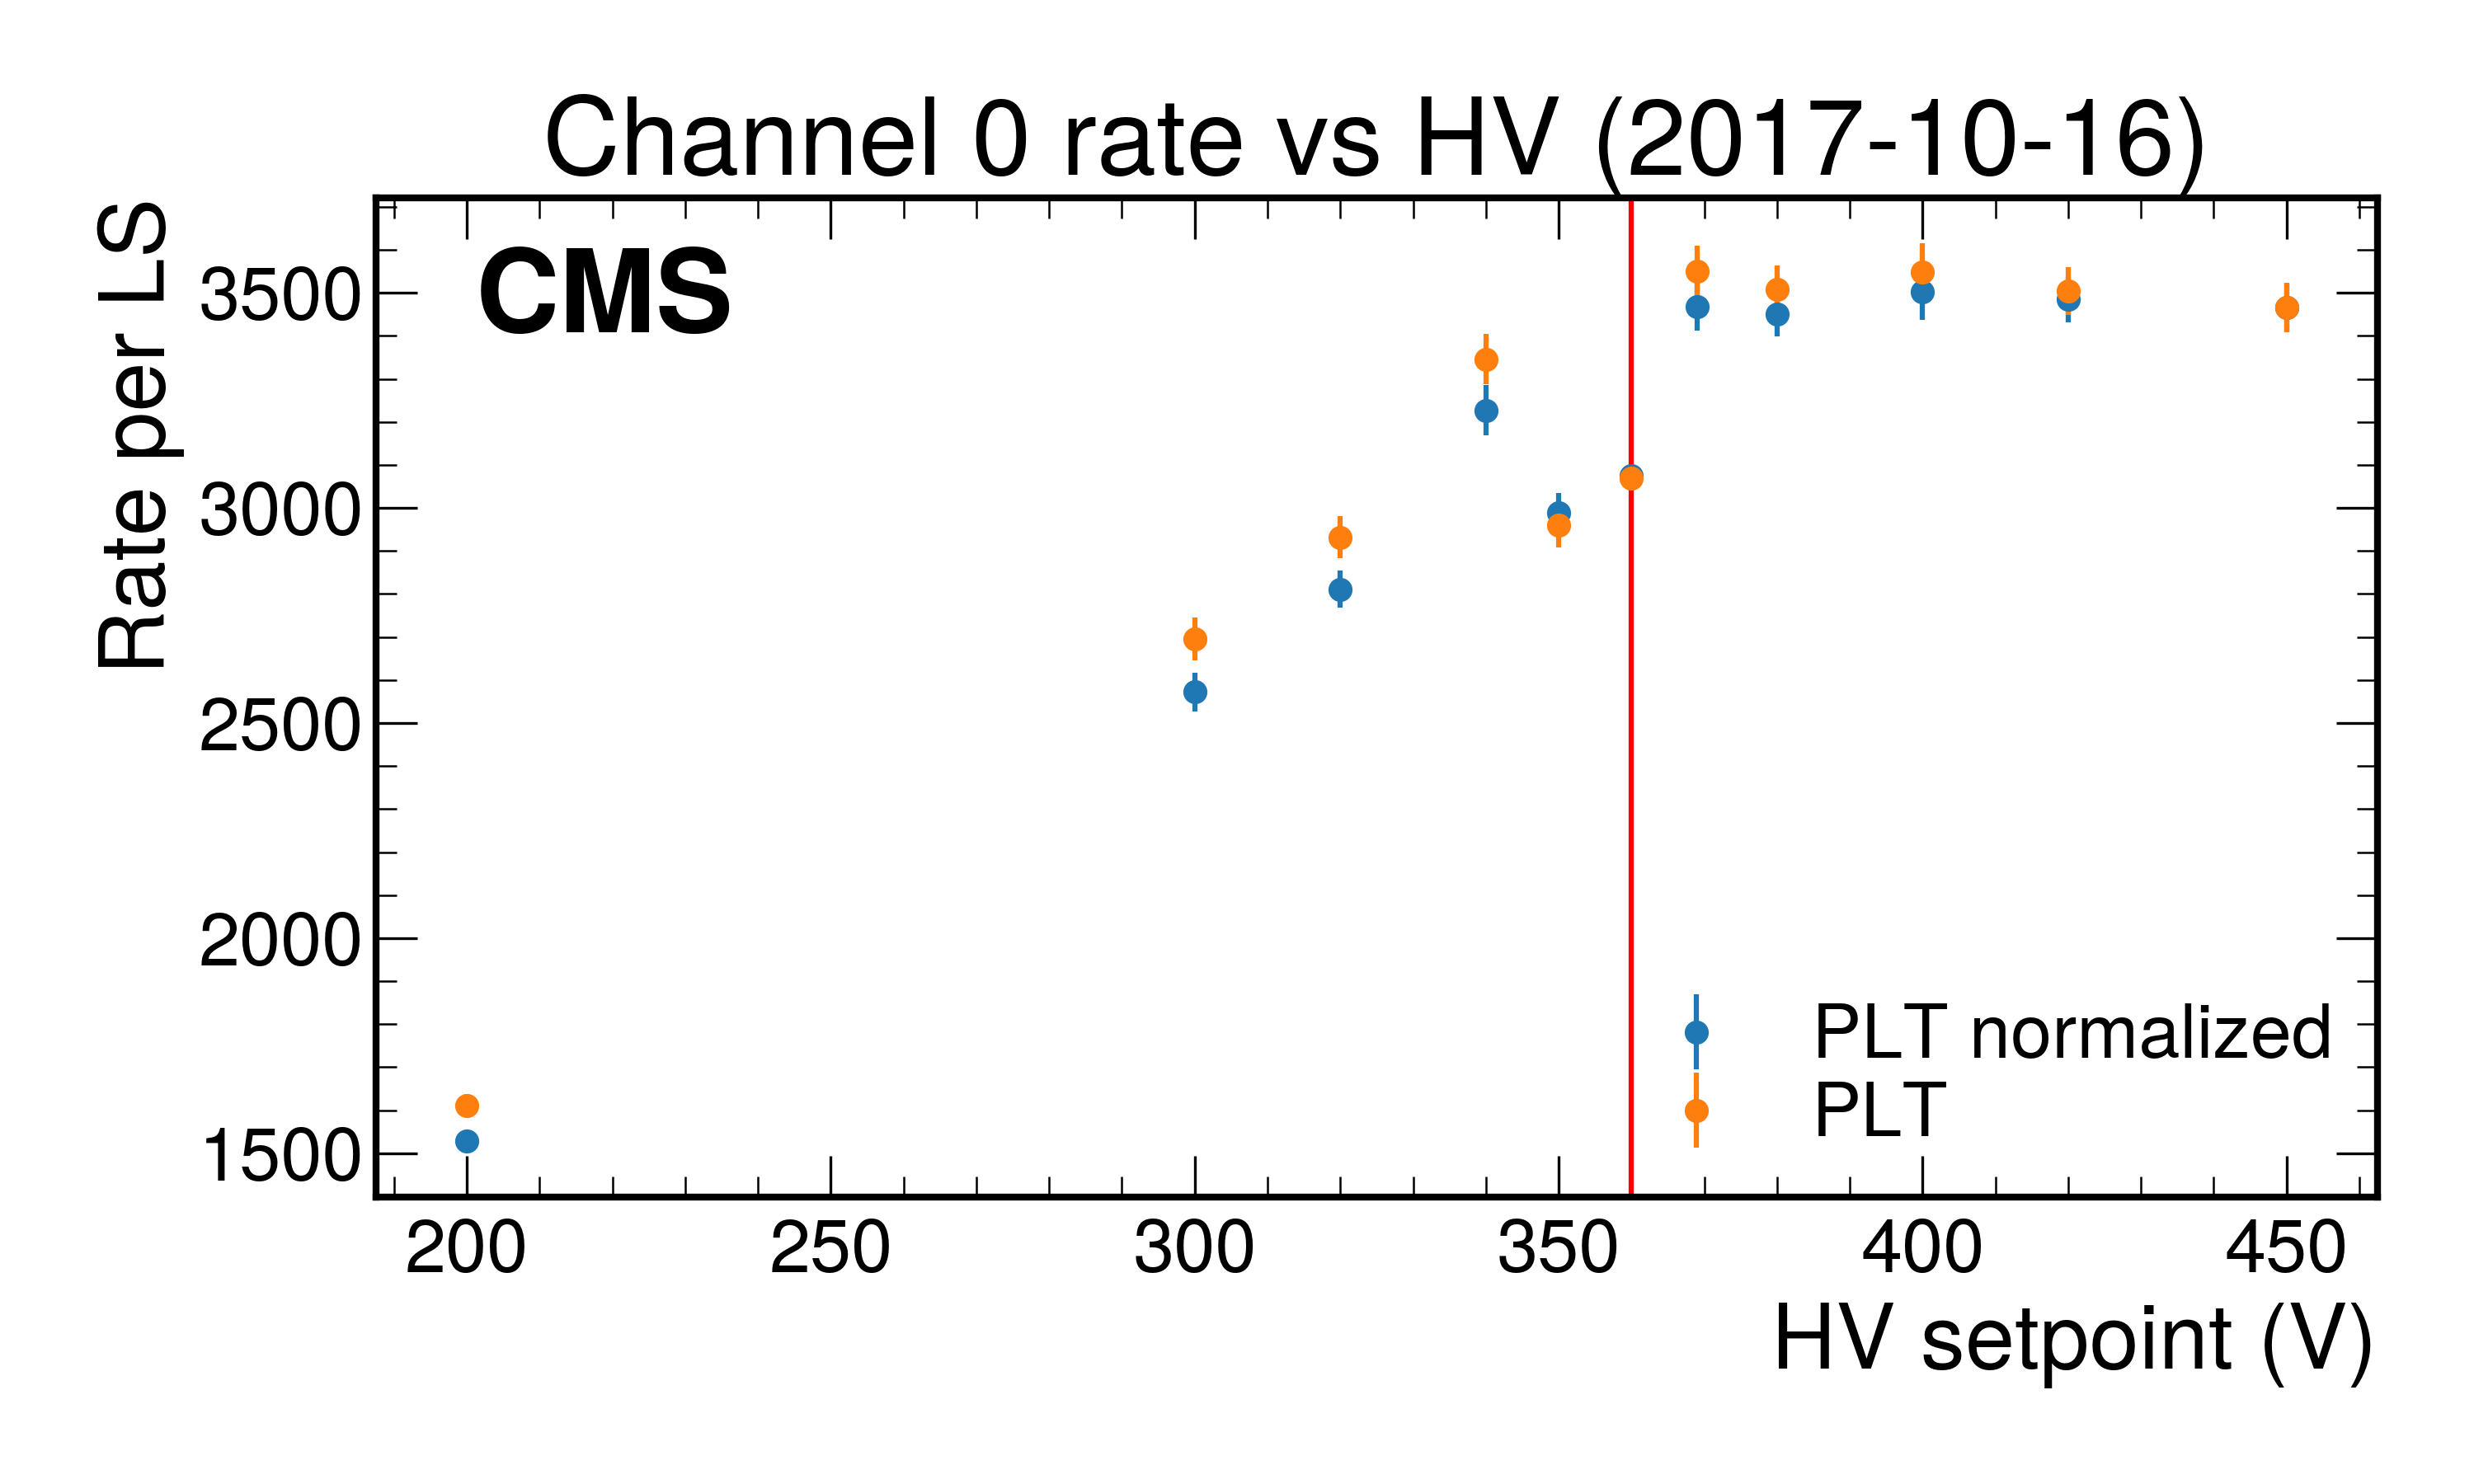 Channel 0 rate vs HV (2017-10-16)
CMS
Rate per LS
3500
3000
2500
2000
1500
PLT normalized
PLT
200 250 300 350 400 450
HV setpoint (V)